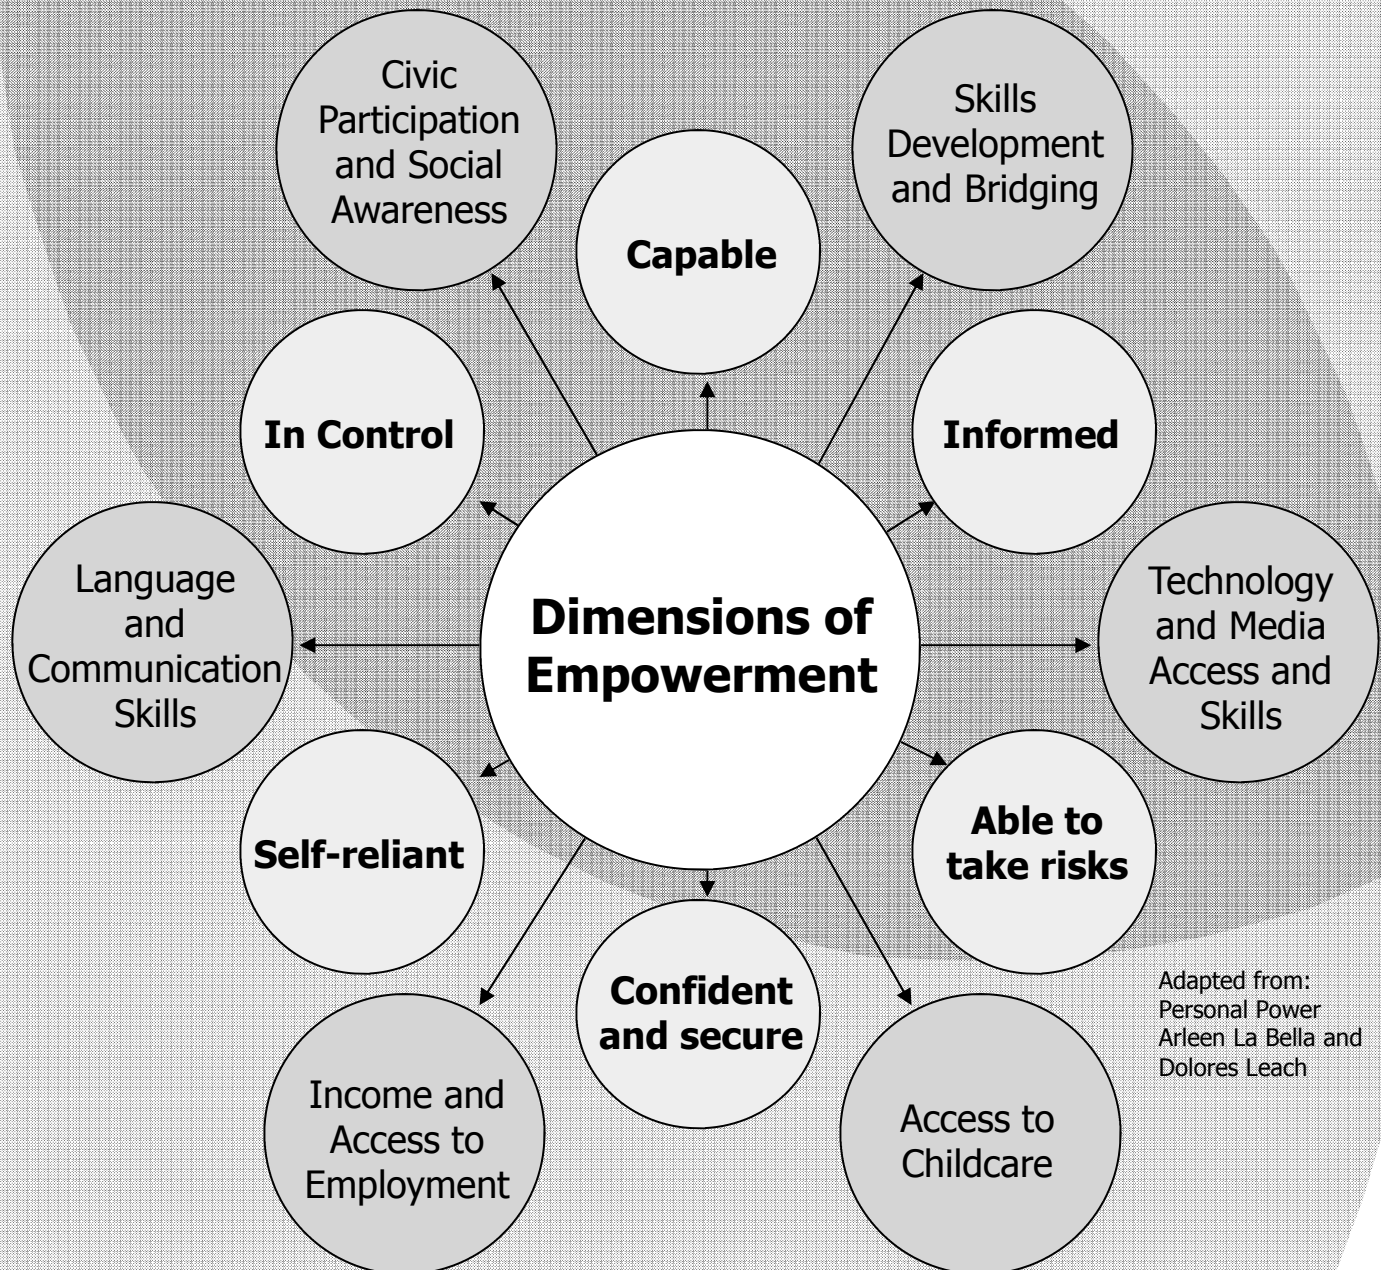 Civic
Participation
and Social
Awareness
Skills
Development
and Bridging
Capable
In Control
Informed
Language
and
Communication
Skills
Dimensions of
Empowerment
Technology
and Media
Access and
Skills
Self-reliant
Able to
take risks
Confident
and secure
Adapted from:
Personal Power
Arleen La Bella and
Dolores Leach
Income and
Access to
Employment
Access to
Childcare